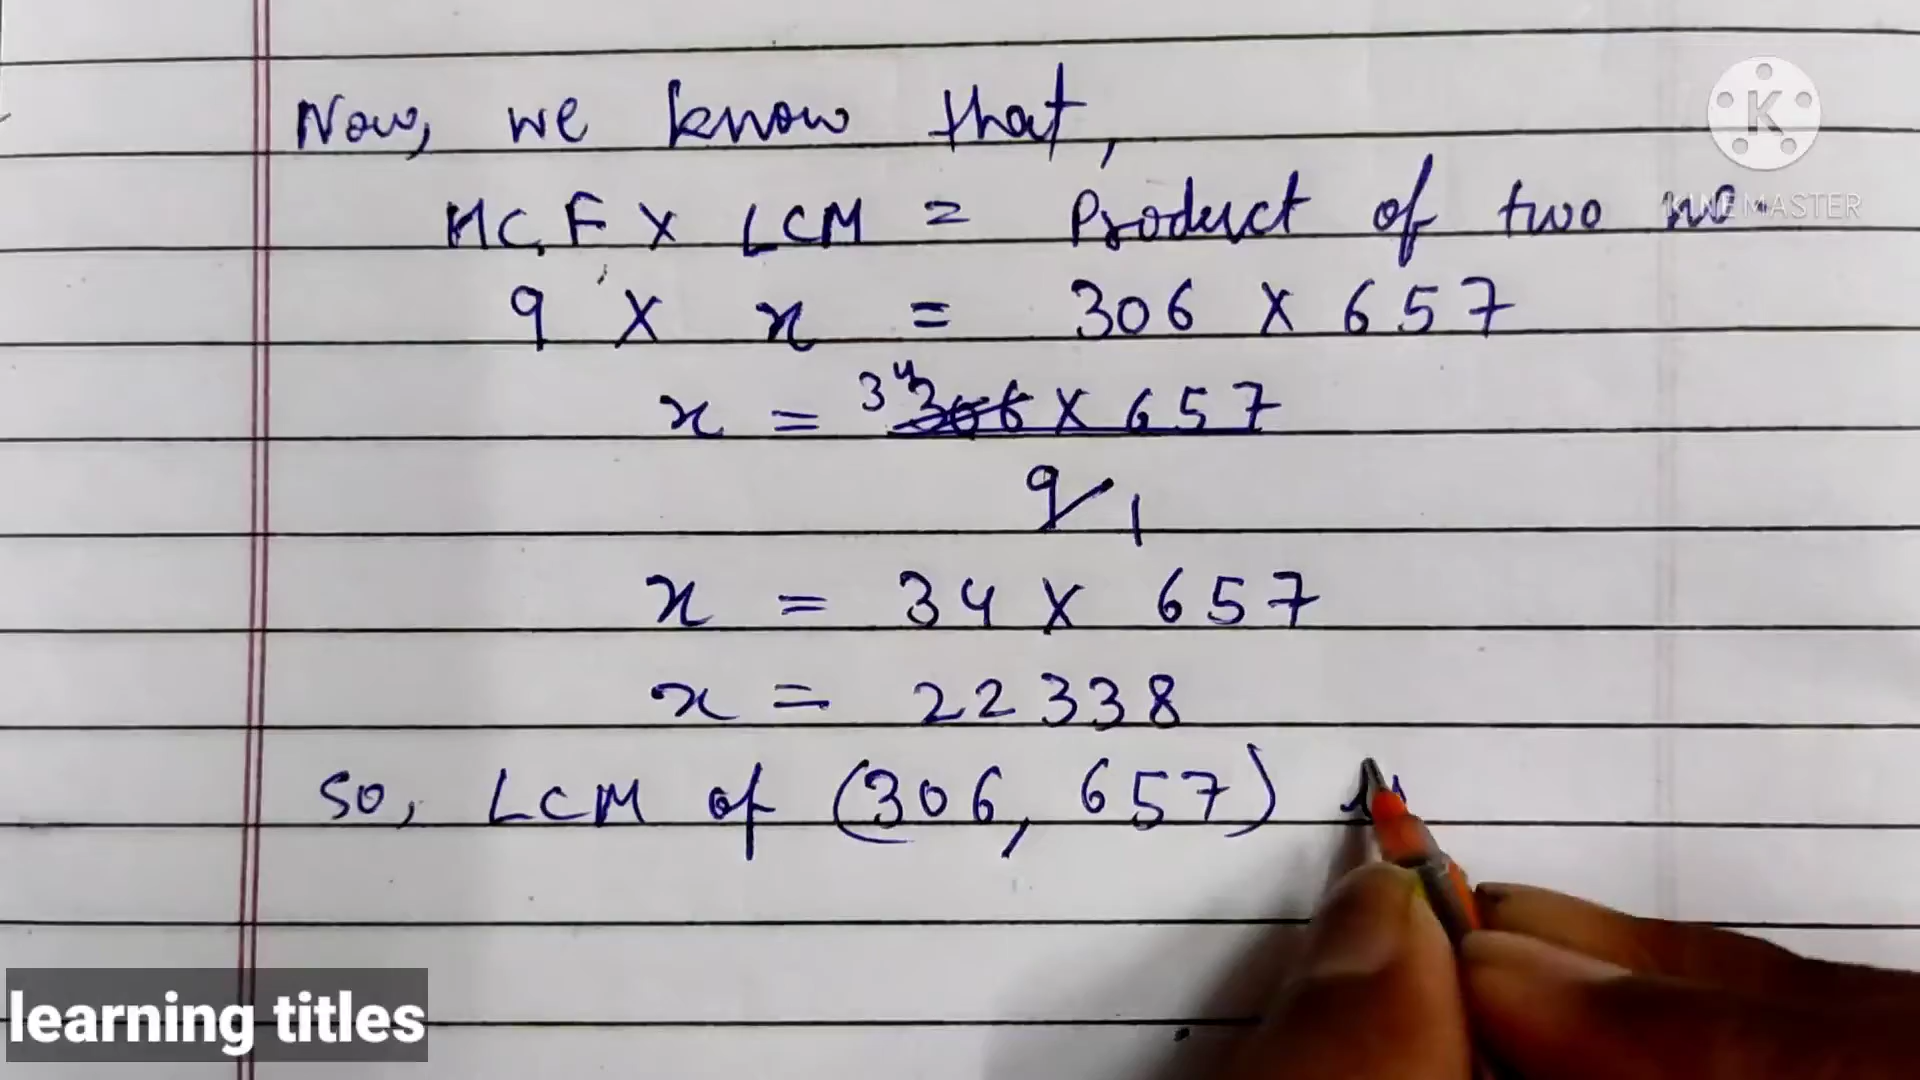 Now, we know that,
K
H C F X LCM = Product of two no.
KINEMASTER
9 X x = 306 X 657
x = 34 306 X 657
9 1
x = 34 X 657
x = 22338
So, LCM of (306, 657) is
learning titles